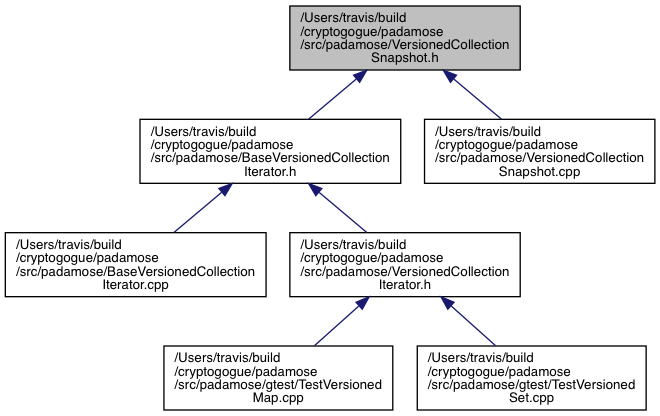 /Users/travis/build
/cryptogogue/padamose
/src/padamose/VersionedCollection
Snapshot.h
/Users/travis/build
/cryptogogue/padamose
/src/padamose/BaseVersionedCollection
Iterator.h
/Users/travis/build
/cryptogogue/padamose
/src/padamose/VersionedCollection
Snapshot.cpp
/Users/travis/build
/cryptogogue/padamose
/src/padamose/BaseVersionedCollection
Iterator.cpp
/Users/travis/build
/cryptogogue/padamose
/src/padamose/VersionedCollection
Iterator.h
/Users/travis/build
/cryptogogue/padamose
/src/padamose/gtest/TestVersioned
Map.cpp
/Users/travis/build
/cryptogogue/padamose
/src/padamose/gtest/TestVersioned
Set.cpp